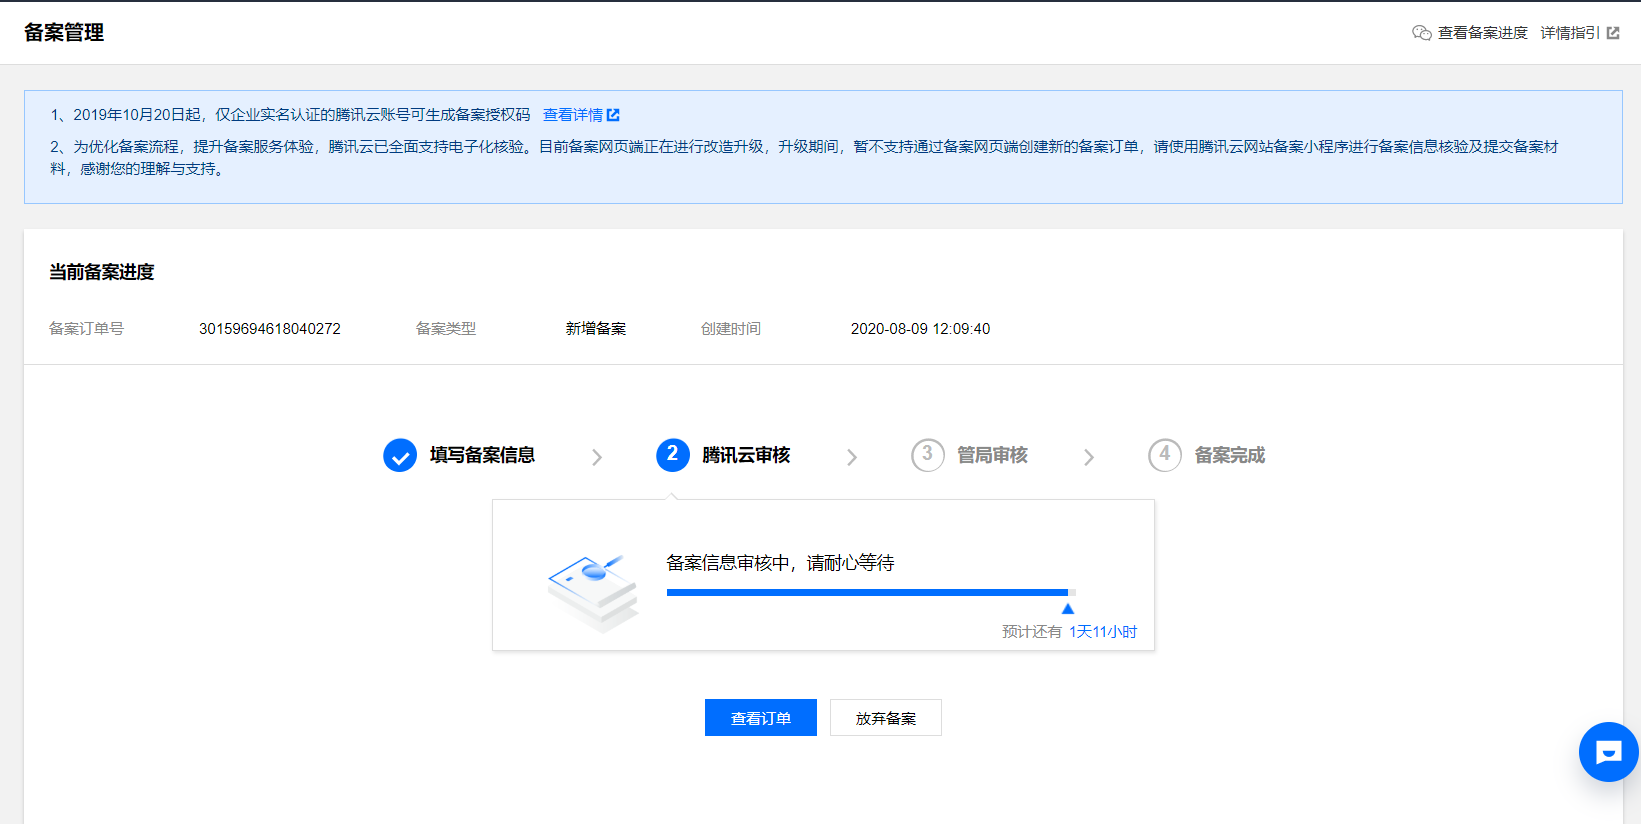 备案管理
查看备案进度 详情指引
1、2019年10月20日起，仅企业实名认证的腾讯云账号可生成备案授权码 查看详情
2、为优化备案流程，提升备案服务体验，腾讯云已全面支持电子化核验。目前备案网页端正在进行改造升级，升级期间，暂不支持通过备案网页端创建新的备案订单，请使用腾讯云网站备案小程序进行备案信息核验及提交备案材
料，感谢您的理解与支持。
当前备案进度
备案订单号 30159694618040272 备案类型 新增备案 创建时间 2020-08-09 12:09:40
填写备案信息 2 腾讯云审核 3 管局审核 4 备案完成
备案信息审核中，请耐心等待
预计还有 1天11小时
查看订单 放弃备案